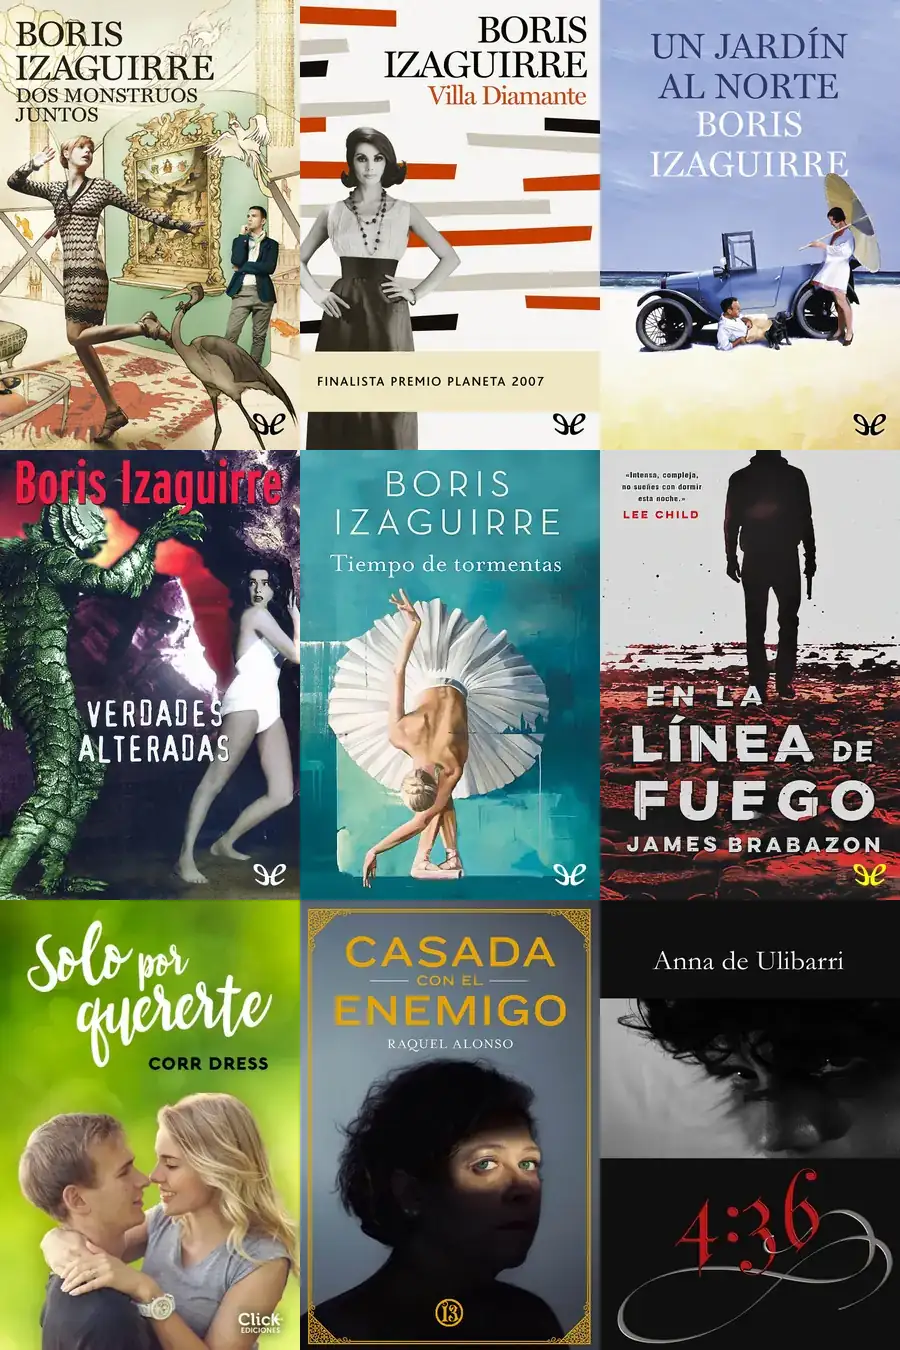 BORIS
IZAGUIRRE
DOS MONSTRUOS
JUNTOS
BORIS
IZAGUIRRE
Villa Diamante
FINALISTA PREMIO PLANETA 2007
UN JARDÍN
AL NORTE
BORIS
IZAGUIRRE
Boris Izaguirre
VERDADES
ALTERADAS
BORIS
IZAGUIRRE
Tiempo de tormentas
«Intensa, compleja,
no sueñes con dormir
esta noche.»
LEE CHILD
EN LA
LÍNEA DE
FUEGO
JAMES BRABAZON
Solo por
quererte
CORR DRESS
Click
EDICIONES
CASADA
CON EL
ENEMIGO
RAQUEL ALONSO
13
Anna de Ulibarri
4:36